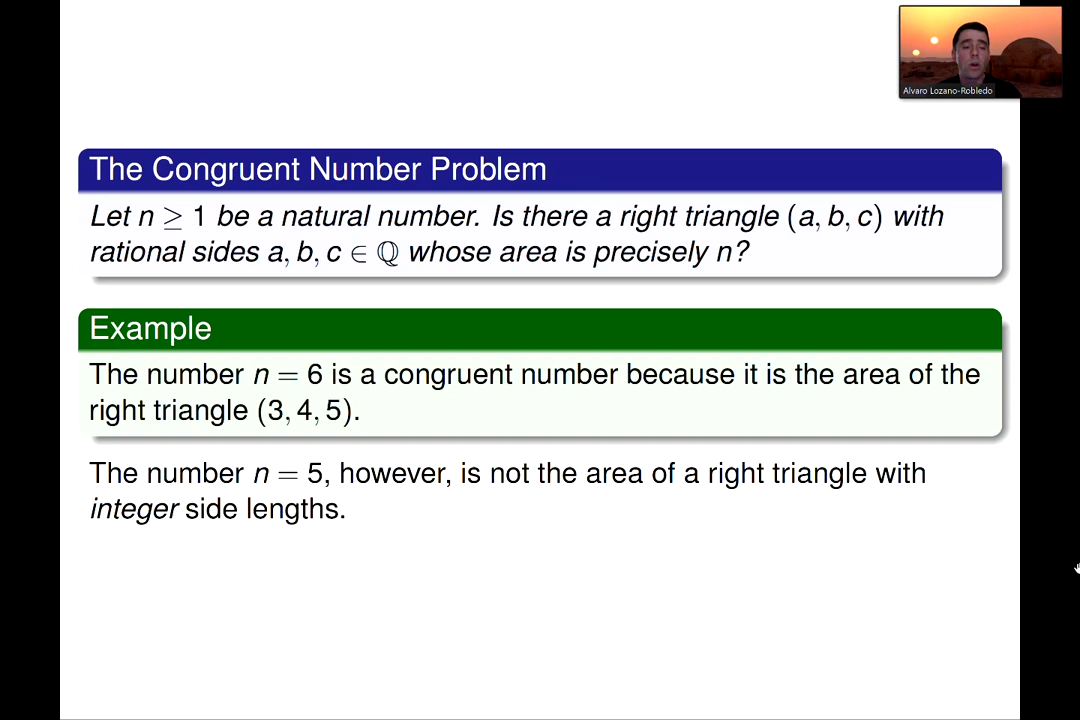 Alvaro Lozano-Robledo
The Congruent Number Problem
Let n ≥ 1 be a natural number. Is there a right triangle (a, b, c) with
rational sides a, b, c ∈ ℚ whose area is precisely n?
Example
The number n = 6 is a congruent number because it is the area of the
right triangle (3, 4, 5).
The number n = 5, however, is not the area of a right triangle with
integer side lengths.